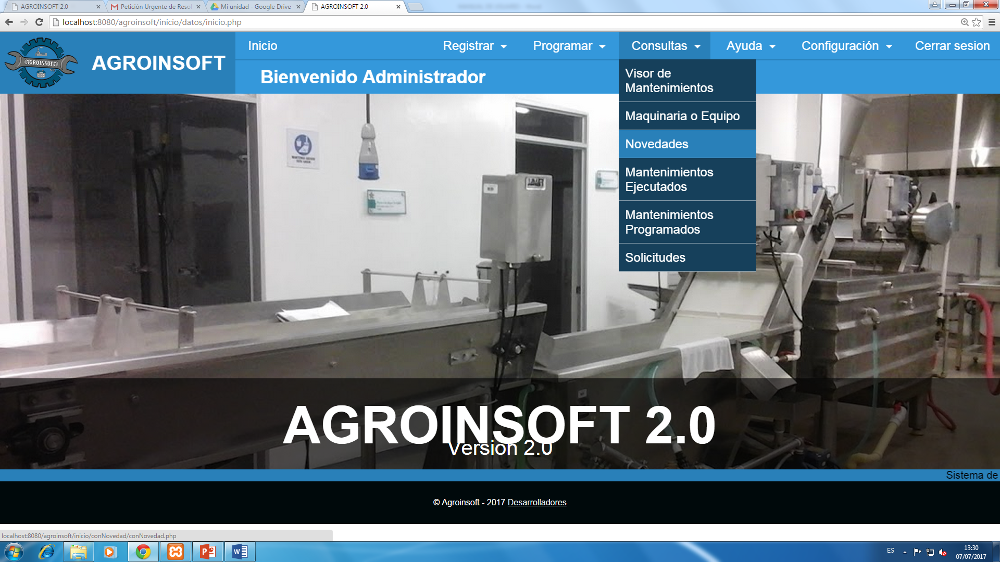 AGROINSOFT 2.0
Petición Urgente de Resol
Mi unidad - Google Drive
AGROINSOFT 2.0
localhost:8080/agroinsoft/inicio/datos/inicio.php
AGROINSOFT
AGROINSOFT
Inicio
Registrar
Programar
Consultas
Ayuda
Configuración
Cerrar sesion
Bienvenido Administrador
Visor de
Mantenimientos
Maquinaria o Equipo
Novedades
Mantenimientos
Ejecutados
Mantenimientos
Programados
Solicitudes
AGROINSOFT 2.0
Version 2.0
Sistema de
© Agroinsoft - 2017 Desarrolladores
localhost:8080/agroinsoft/inicio/conNovedad/conNovedad.php
ES
13:30
07/07/2017